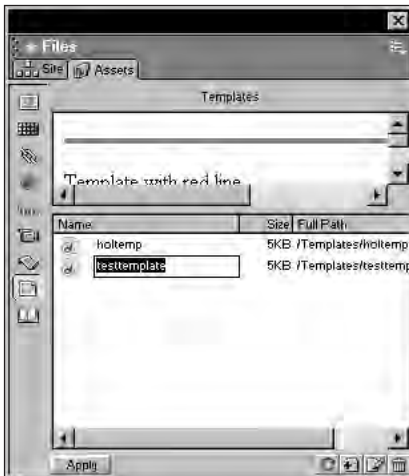 Files
Site Assets
Templates
Template with red line
Name Size Full Path
holtemp 5KB /Templates/holtemp
testtemplate 5KB /Templates/testtemp
Apply